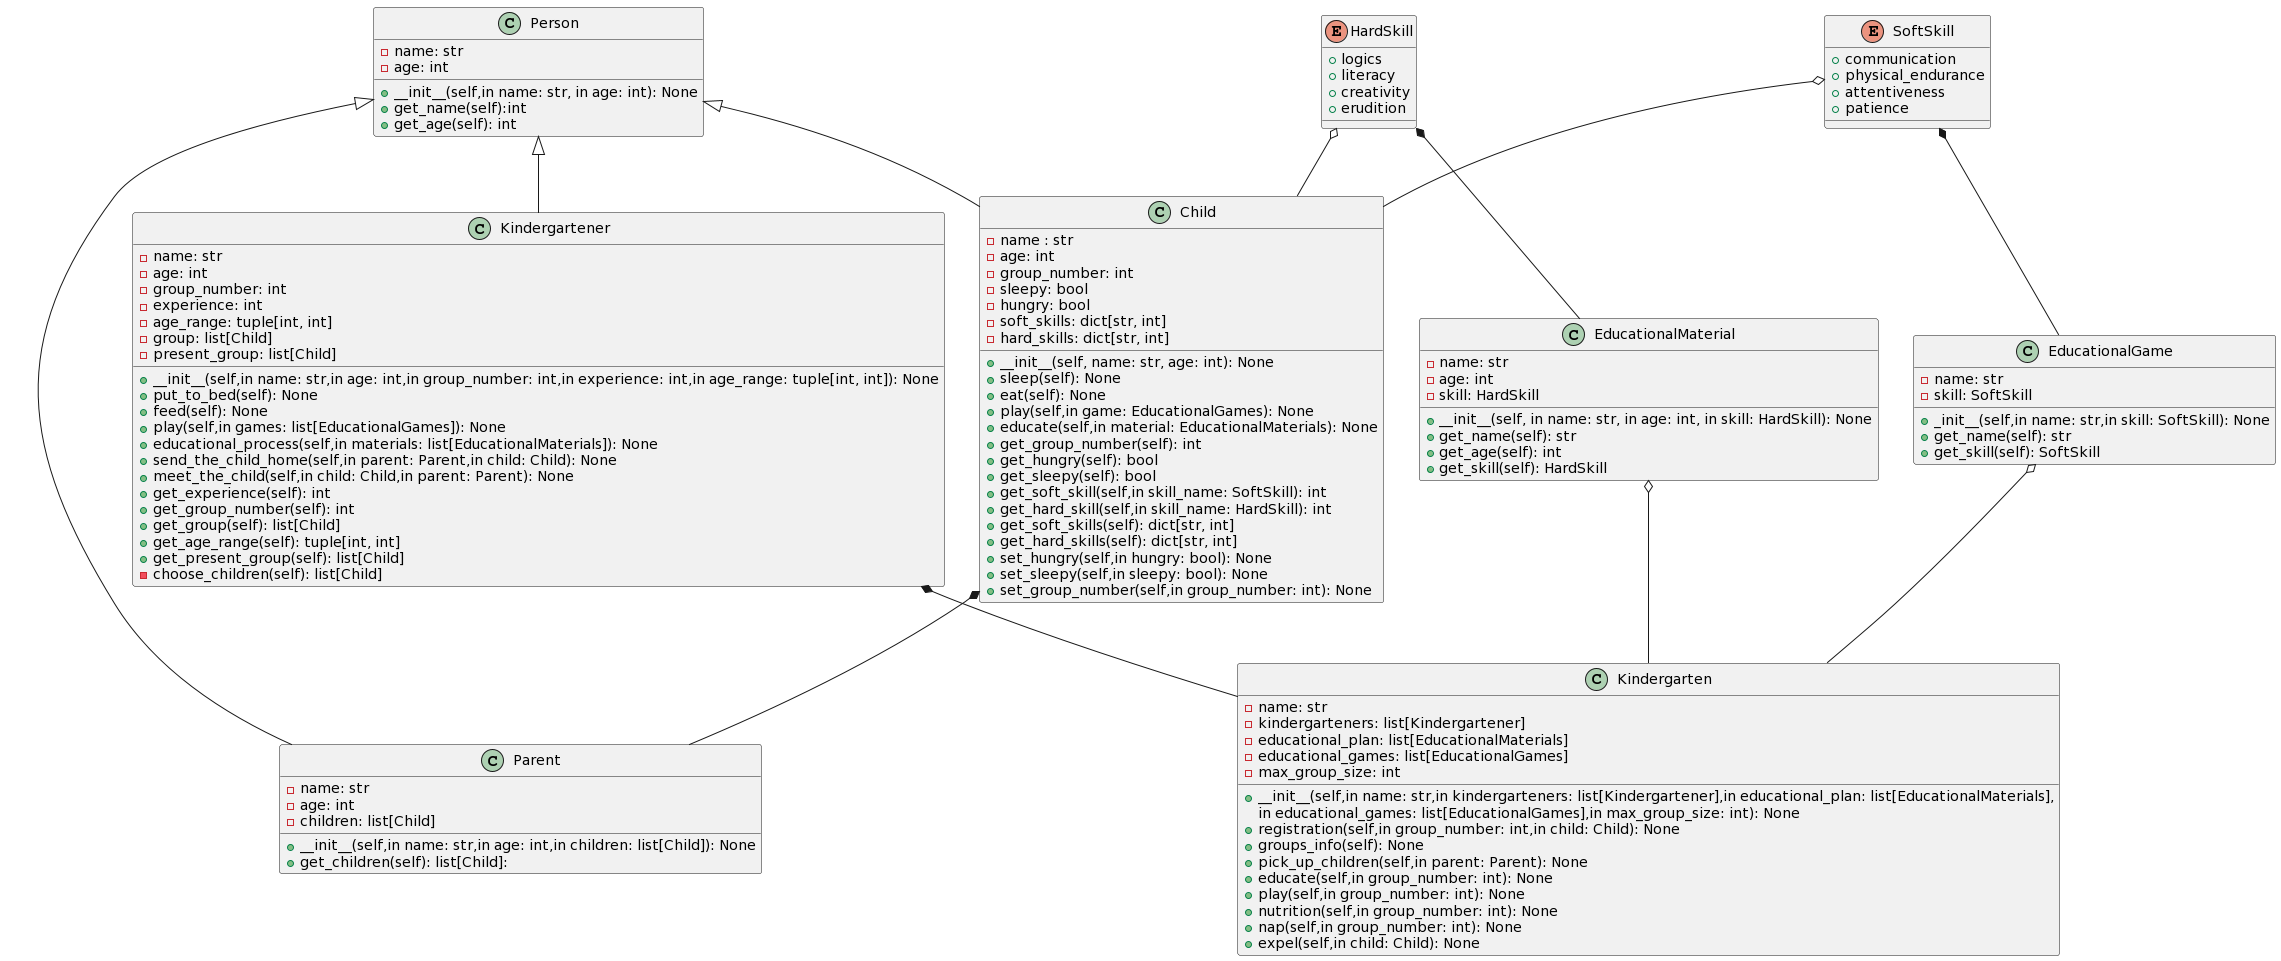 C Person
name: str
age: int
__init__(self,in name: str, in age: int): None
get_name(self):int
get_age(self): int
E HardSkill
logics
literacy
creativity
erudition
E SoftSkill
communication
physical_endurance
attentiveness
patience
C Kindergartener
name: str
age: int
group_number: int
experience: int
age_range: tuple[int, int]
group: list[Child]
present_group: list[Child]
__init__(self,in name: str,in age: int,in group_number: int,in experience: int,in age_range: tuple[int, int]): None
put_to_bed(self): None
feed(self): None
play(self,in games: list[EducationalGames]): None
educational_process(self,in materials: list[EducationalMaterials]): None
send_the_child_home(self,in parent: Parent,in child: Child): None
meet_the_child(self,in child: Child,in parent: Parent): None
get_experience(self): int
get_group_number(self): int
get_group(self): list[Child]
get_age_range(self): tuple[int, int]
get_present_group(self): list[Child]
choose_children(self): list[Child]
C Child
name : str
age: int
group_number: int
sleepy: bool
hungry: bool
soft_skills: dict[str, int]
hard_skills: dict[str, int]
__init__(self, name: str, age: int): None
sleep(self): None
eat(self): None
play(self,in game: EducationalGames): None
educate(self,in material: EducationalMaterials): None
get_group_number(self): int
get_hungry(self): bool
get_sleepy(self): bool
get_soft_skill(self,in skill_name: SoftSkill): int
get_hard_skill(self,in skill_name: HardSkill): int
get_soft_skills(self): dict[str, int]
get_hard_skills(self): dict[str, int]
set_hungry(self,in hungry: bool): None
set_sleepy(self,in sleepy: bool): None
set_group_number(self,in group_number: int): None
C EducationalMaterial
name: str
age: int
skill: HardSkill
__init__(self, in name: str, in age: int, in skill: HardSkill): None
get_name(self): str
get_age(self): int
get_skill(self): HardSkill
C EducationalGame
name: str
skill: SoftSkill
_init__(self,in name: str,in skill: SoftSkill): None
get_name(self): str
get_skill(self): SoftSkill
C Parent
name: str
age: int
children: list[Child]
__init__(self,in name: str,in age: int,in children: list[Child]): None
get_children(self): list[Child]:
C Kindergarten
name: str
kindergarteners: list[Kindergartener]
educational_plan: list[EducationalMaterials]
educational_games: list[EducationalGames]
max_group_size: int
__init__(self,in name: str,in kindergarteners: list[Kindergartener],in educational_plan: list[EducationalMaterials],
in educational_games: list[EducationalGames],in max_group_size: int): None
registration(self,in group_number: int,in child: Child): None
groups_info(self): None
pick_up_children(self,in parent: Parent): None
educate(self,in group_number: int): None
play(self,in group_number: int): None
nutrition(self,in group_number: int): None
nap(self,in group_number: int): None
expel(self,in child: Child): None